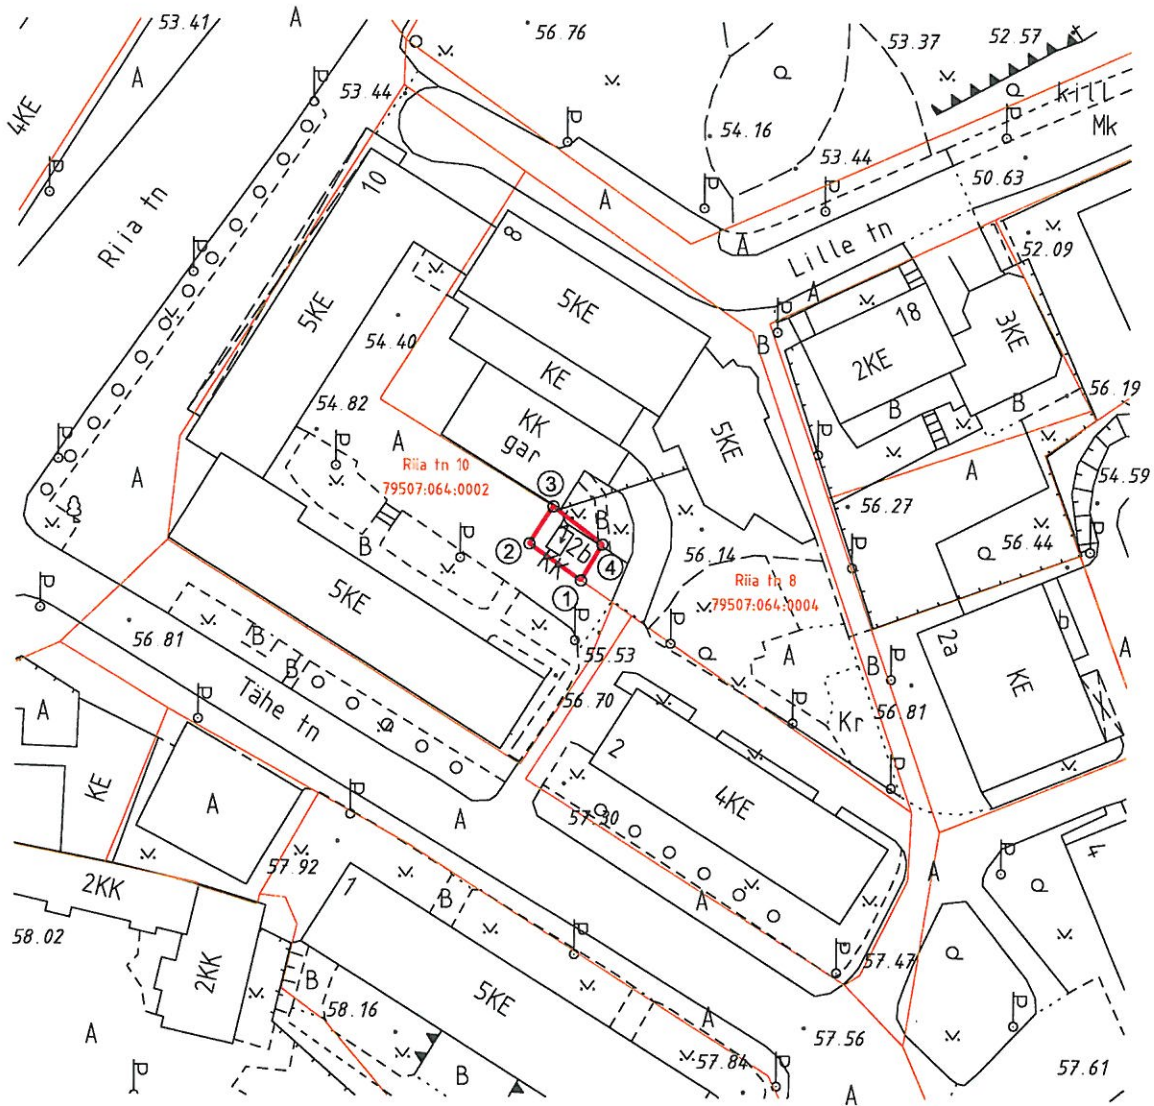 A
53.41
56.76
53.37
52.57
4KE
A
53.44
k-ill
Mk
54.16
53.44
50.63
A
10
Riia tn
A
Lille tn
52.09
8
A
5KE
5KE
18
3KE
54.40
B
2KE
KE
56.19
54.82
B
B
KK
gar
5KE
A
A
Riia tn 10
79507:064:0002
54.59
A
3
56.27
B
B
2
2b
56.44
4
56.14
KK
Riia tn 8
79507:064:0004
1
5KE
56.81
B
B
55.53
A
2a
b
A
B
KE
56.70
A
Tähe tn
Kr
56.81
2
KE
A
A
57.30
4KE
4
57.92
A
2KK
1
B
A
58.02
57.47
2KK
B
5KE
58.16
A
A
57.56
57.84
57.61
B
A